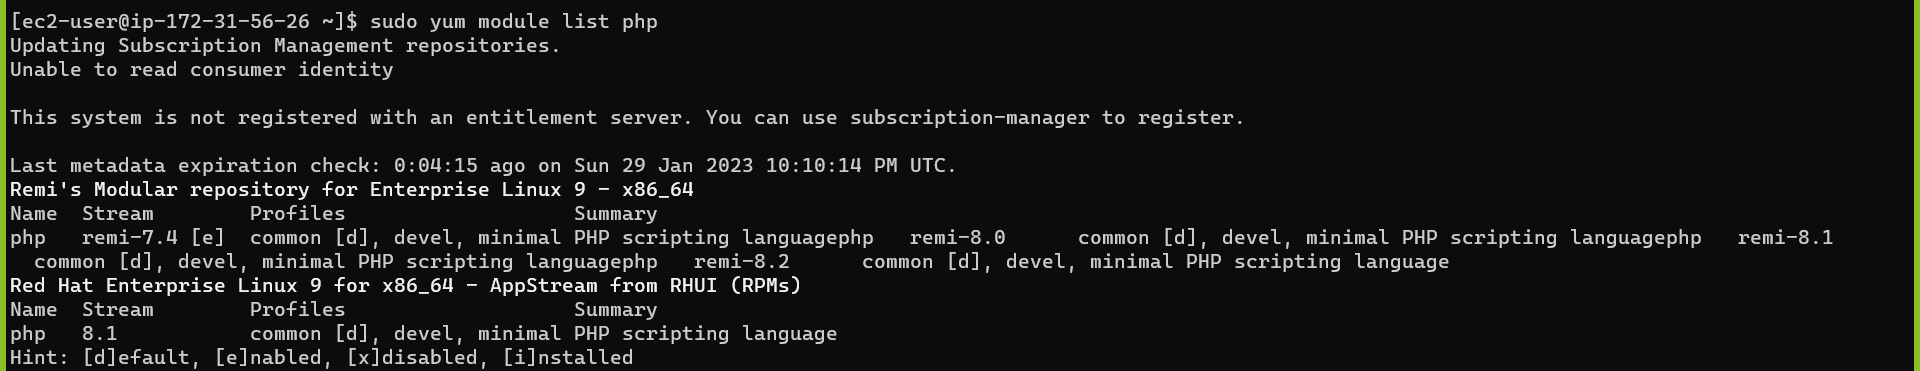 [ec2-user@ip-172-31-56-26 ~]$ sudo yum module list php
Updating Subscription Management repositories.
Unable to read consumer identity
This system is not registered with an entitlement server. You can use subscription-manager to register.
Last metadata expiration check: 0:04:15 ago on Sun 29 Jan 2023 10:10:14 PM UTC.
Remi's Modular repository for Enterprise Linux 9 - x86_64
Name  Stream        Profiles                   Summary
php   remi-7.4 [e]  common [d], devel, minimal PHP scripting languagephp   remi-8.0      common [d], devel, minimal PHP scripting languagephp   remi-8.1
  common [d], devel, minimal PHP scripting languagephp   remi-8.2      common [d], devel, minimal PHP scripting language
Red Hat Enterprise Linux 9 for x86_64 - AppStream from RHUI (RPMs)
Name  Stream        Profiles                   Summary
php   8.1           common [d], devel, minimal PHP scripting language
Hint: [d]efault, [e]nabled, [x]disabled, [i]nstalled